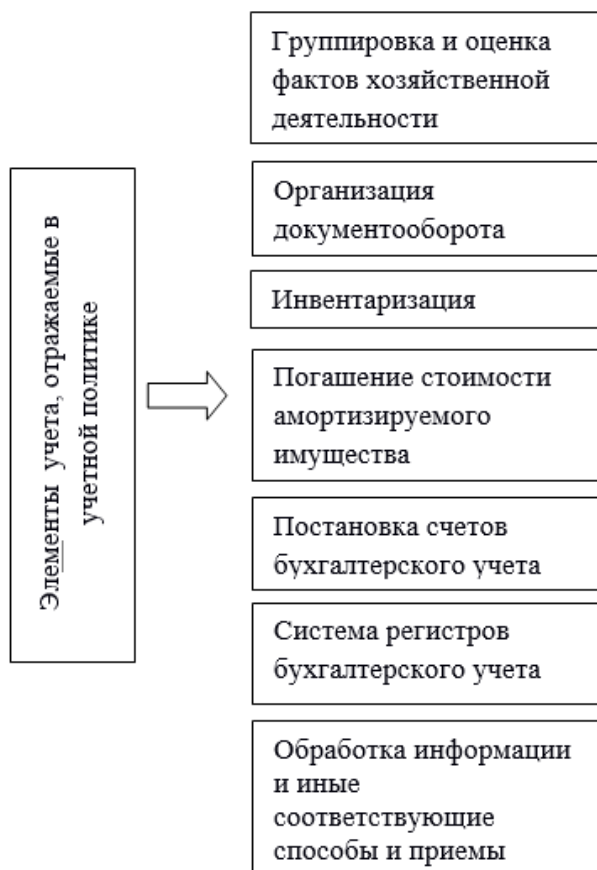 Элементы учета, отражаемые в
учетной политике
Группировка и оценка
фактов хозяйственной
деятельности
Организация
документооборота
Инвентаризация
Погашение стоимости
амортизируемого
имущества
Постановка счетов
бухгалтерского учета
Система регистров
бухгалтерского учета
Обработка информации
и иные
соответствующие
способы и приемы